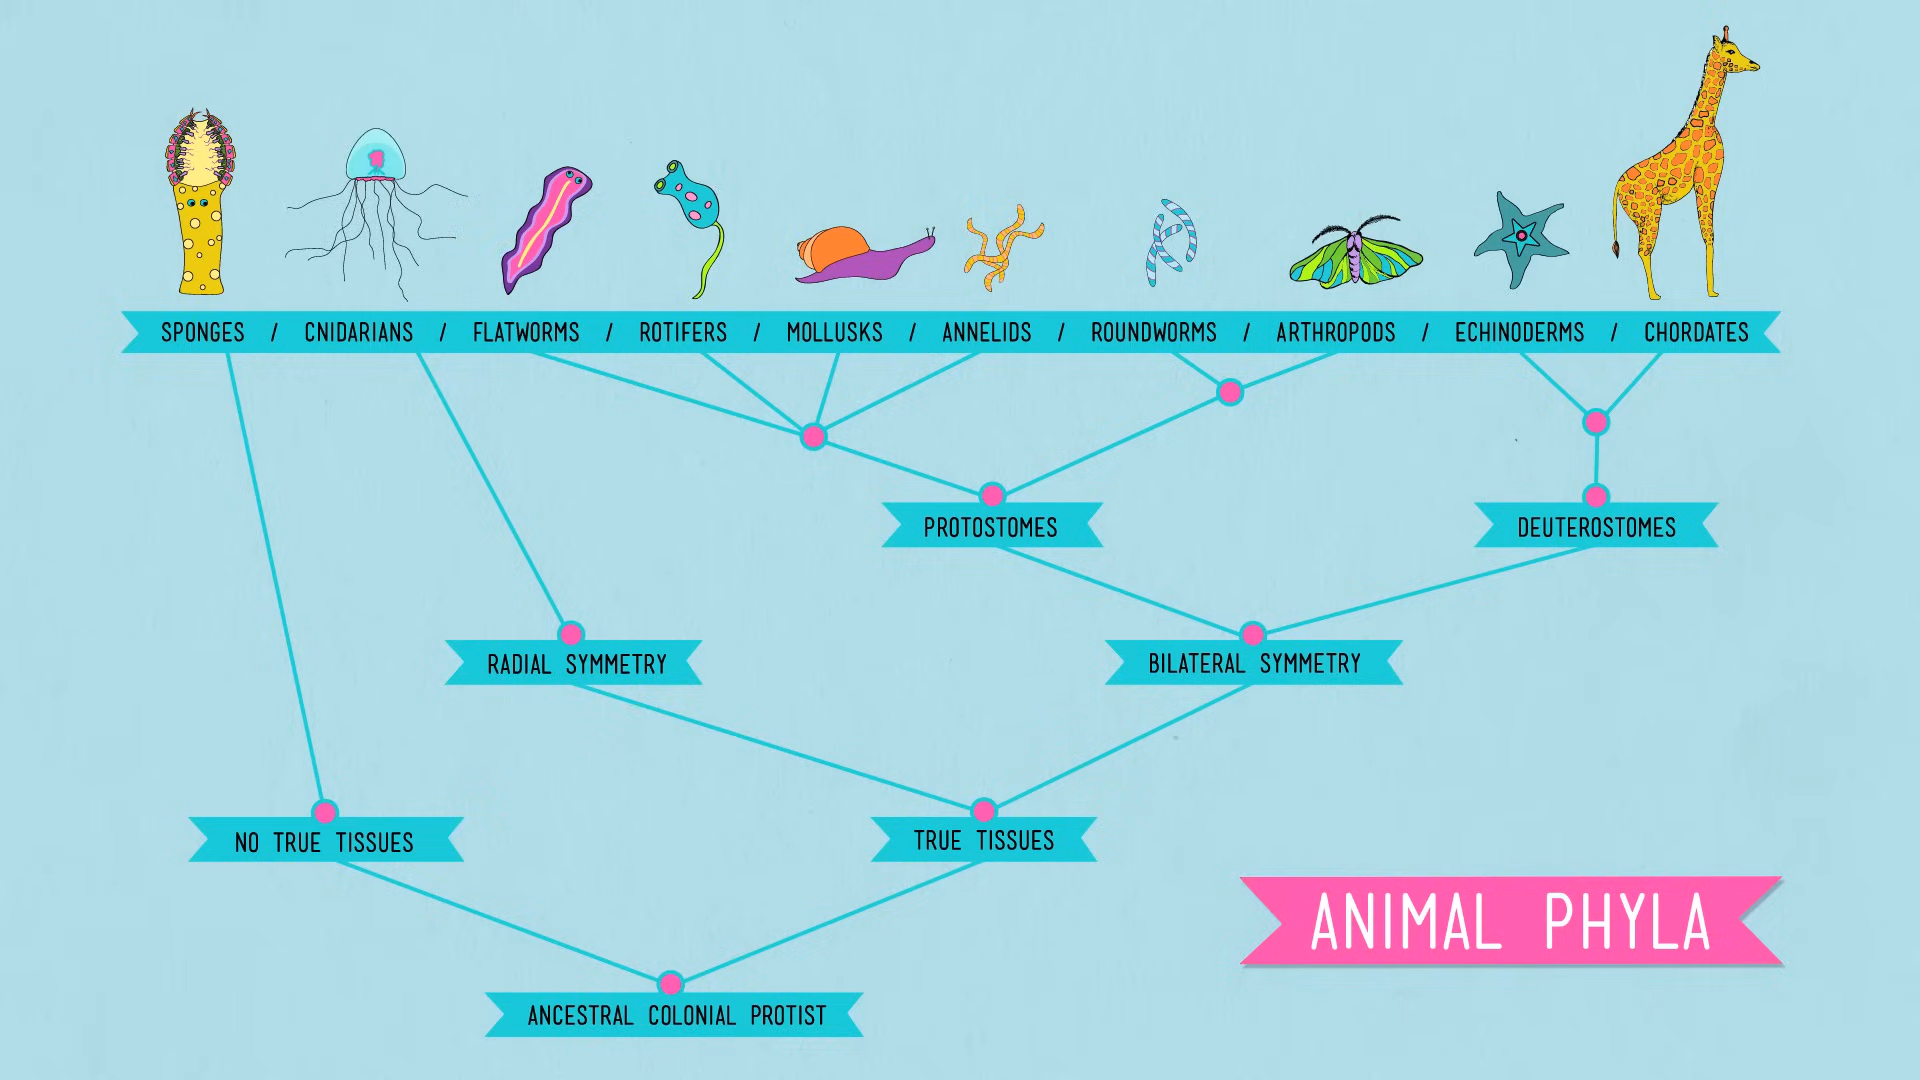 SPONGES / CNIDARIANS / FLATWORMS / ROTIFERS / MOLLUSKS / ANNELIDS / ROUNDWORMS / ARTHROPODS / ECHINODERMS / CHORDATES
PROTOSTOMES
DEUTEROSTOMES
RADIAL SYMMETRY
BILATERAL SYMMETRY
NO TRUE TISSUES
TRUE TISSUES
ANIMAL PHYLA
ANCESTRAL COLONIAL PROTIST